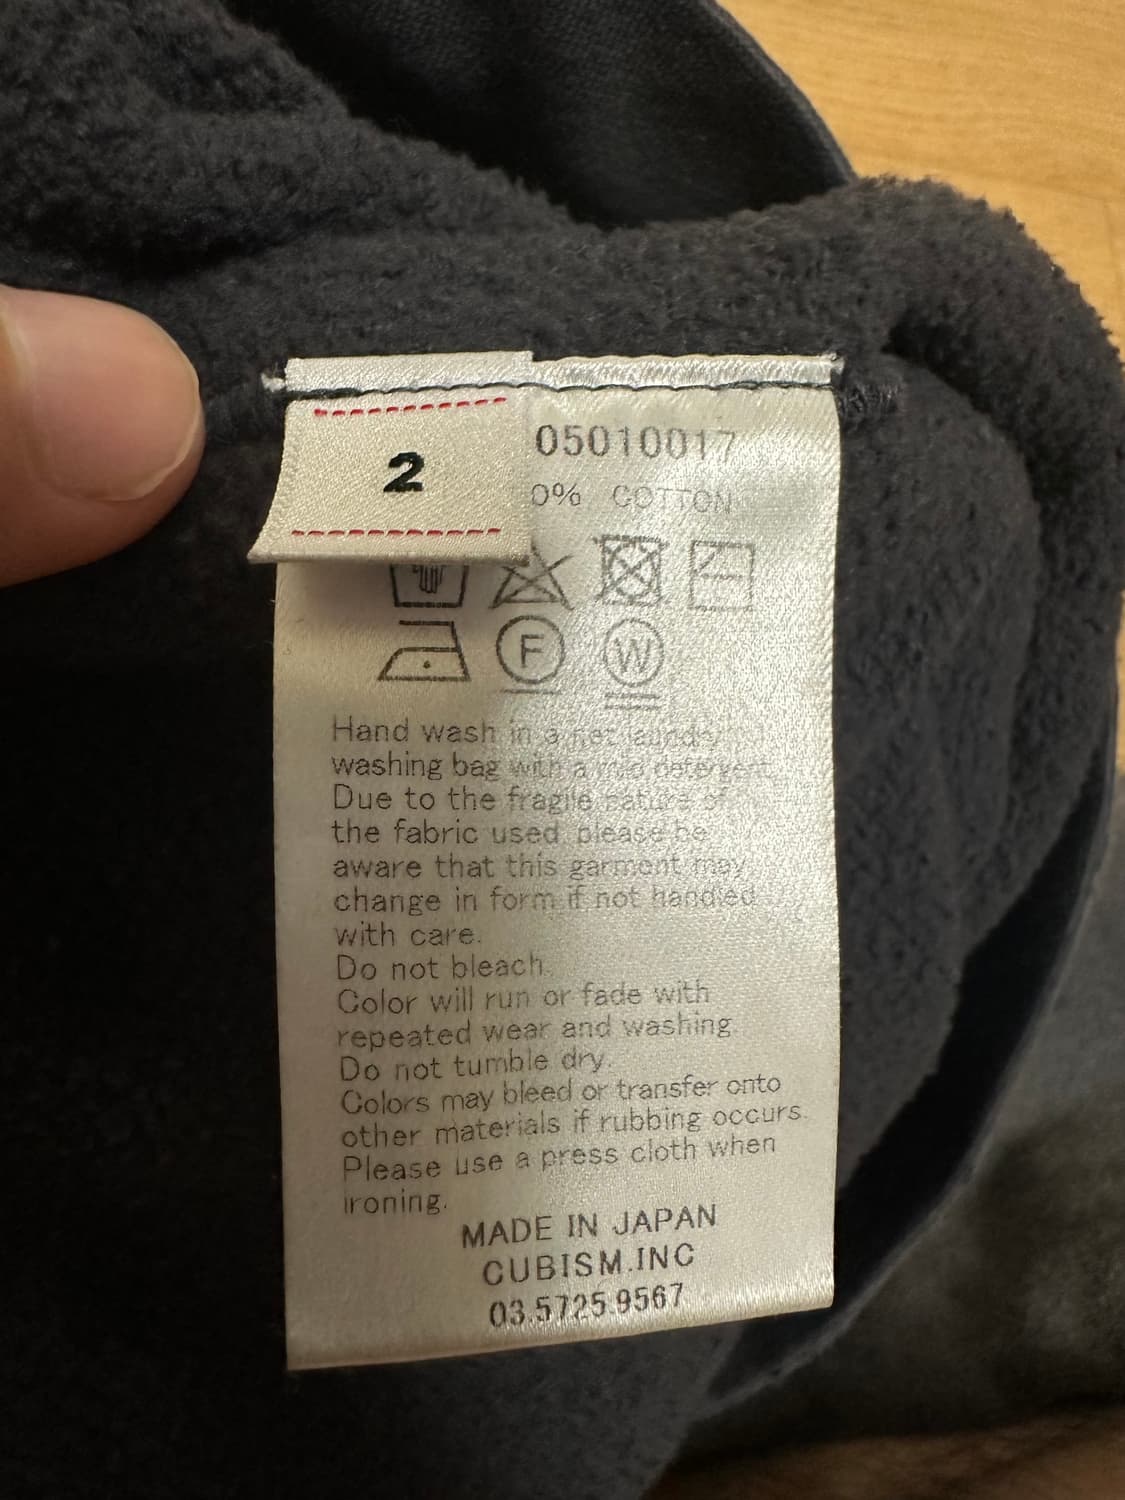 2
05010017
0% COTTON
F
W
Hand wash in a net laundry
washing bag with a mild detergent.
Due to the fragile nature of
the fabric used please be
aware that this garment may
change in form if not handled
with care.
Do not bleach.
Color will run or fade with
repeated wear and washing.
Do not tumble dry.
Colors may bleed or transfer onto
other materials if rubbing occurs.
Please use a press cloth when
ironing.
MADE IN JAPAN
CUBISM.INC
03.5725.9567